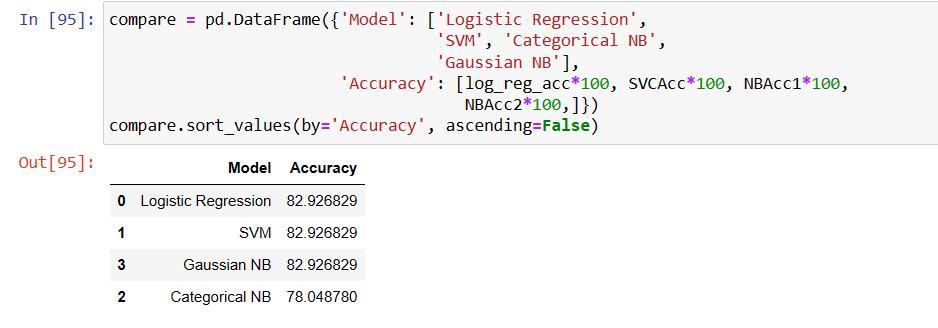 In [95]: compare = pd.DataFrame({'Model': ['Logistic Regression',
'SVM', 'Categorical NB',
'Gaussian NB'],
'Accuracy': [log_reg_acc*100, SVCAcc*100, NBAcc1*100,
NBAcc2*100,]})
compare.sort_values(by='Accuracy', ascending=False)
Out[95]:
Model Accuracy
0 Logistic Regression 82.926829
1 SVM 82.926829
3 Gaussian NB 82.926829
2 Categorical NB 78.048780